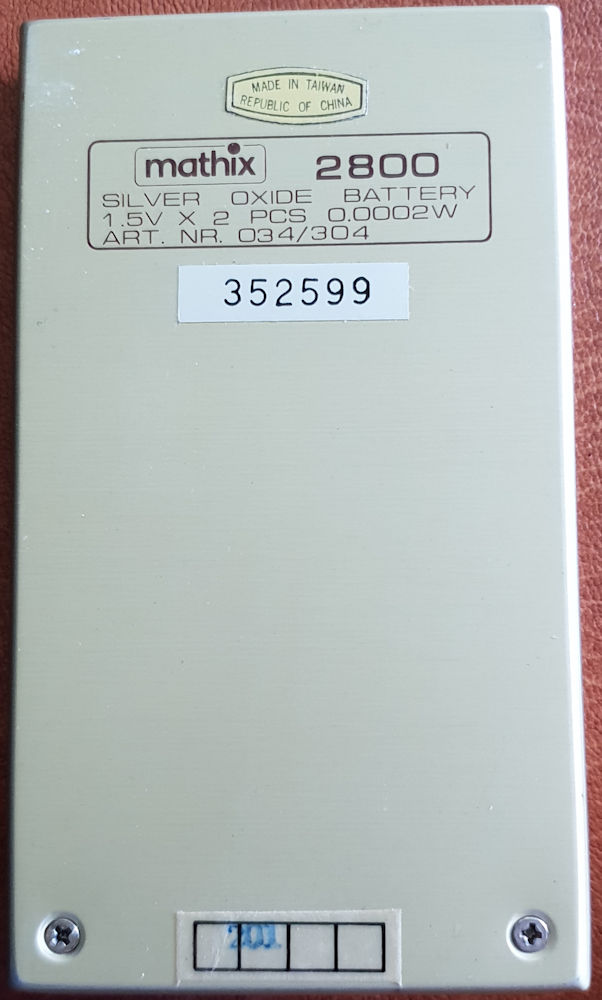 MADE IN TAIWAN
REPUBLIC OF CHINA
mathix 2800
SILVER OXIDE BATTERY
1.5V X 2 PCS 0.0002W
ART. NR. 034/304
352599
201